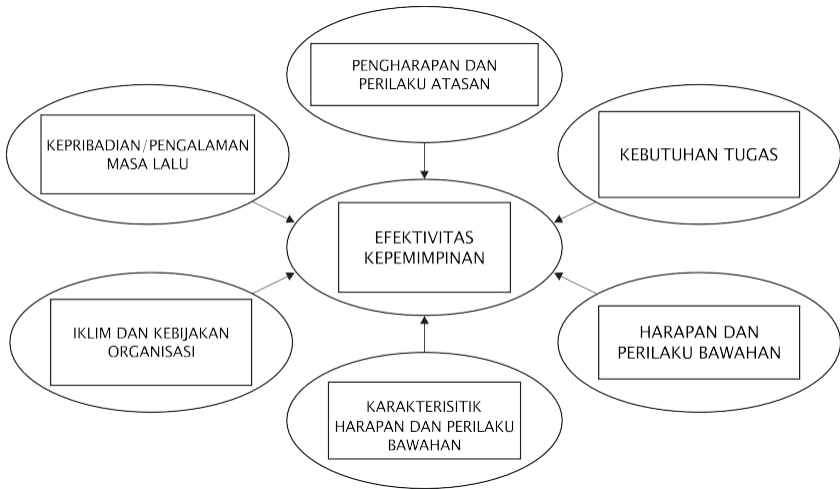 PENGHARAPAN DAN
PERILAKU ATASAN
KEPRIBADIAN/PENGALAMAN
MASA LALU
KEBUTUHAN TUGAS
EFEKTIVITAS
KEPEMIMPINAN
IKLIM DAN KEBIJAKAN
ORGANISASI
HARAPAN DAN
PERILAKU BAWAHAN
KARAKTERISITIK
HARAPAN DAN PERILAKU
BAWAHAN